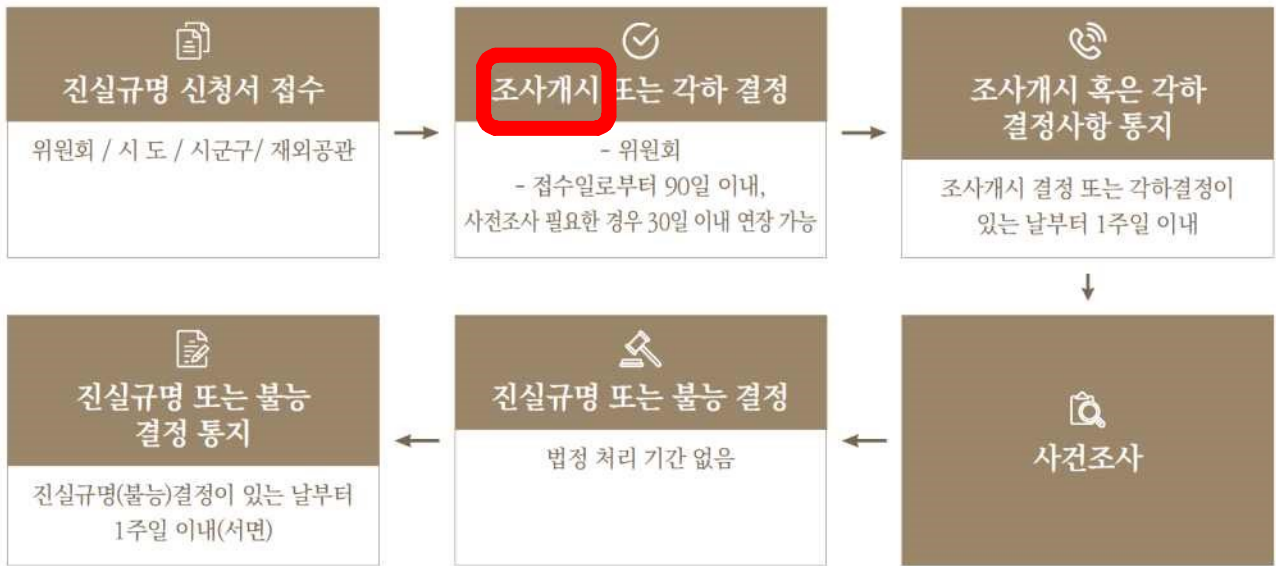 진실규명 신청서 접수
위원회 / 시 도 / 시군구/ 재외공관
조사개시 또는 각하 결정
- 위원회
- 접수일로부터 90일 이내,
사전조사 필요한 경우 30일 이내 연장 가능
조사개시 혹은 각하
결정사항 통지
조사개시 결정 또는 각하결정이
있는 날부터 1주일 이내
사건조사
진실규명 또는 불능 결정
법정 처리 기간 없음
진실규명 또는 불능
결정 통지
진실규명(불능)결정이 있는 날부터
1주일 이내(서면)